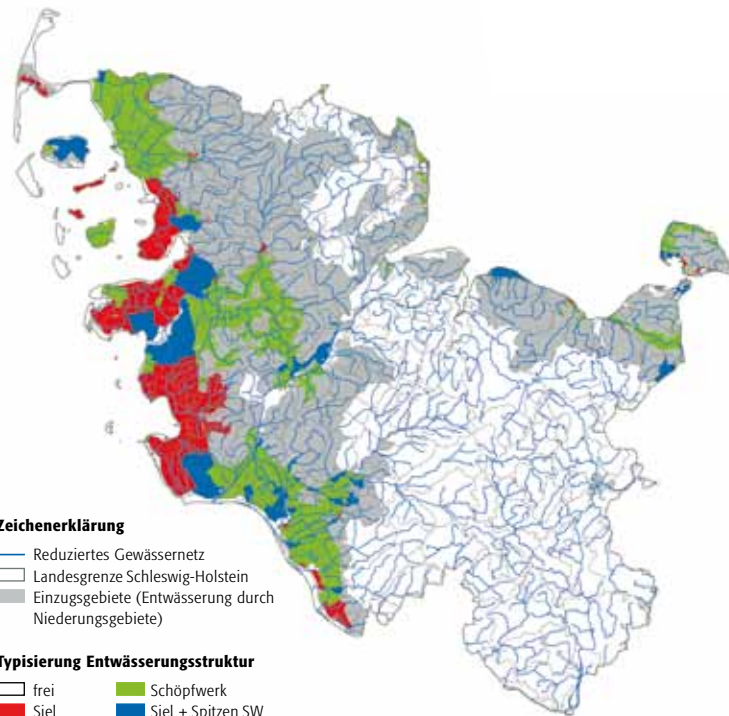 Zeichenerklärung
Reduziertes Gewässernetz
Landesgrenze Schleswig-Holstein
Einzugsgebiete (Entwässerung durch
Niederungsgebiete)
Typisierung Entwässerungsstruktur
frei
Schöpfwerk
Siel
Siel + Spitzen SW